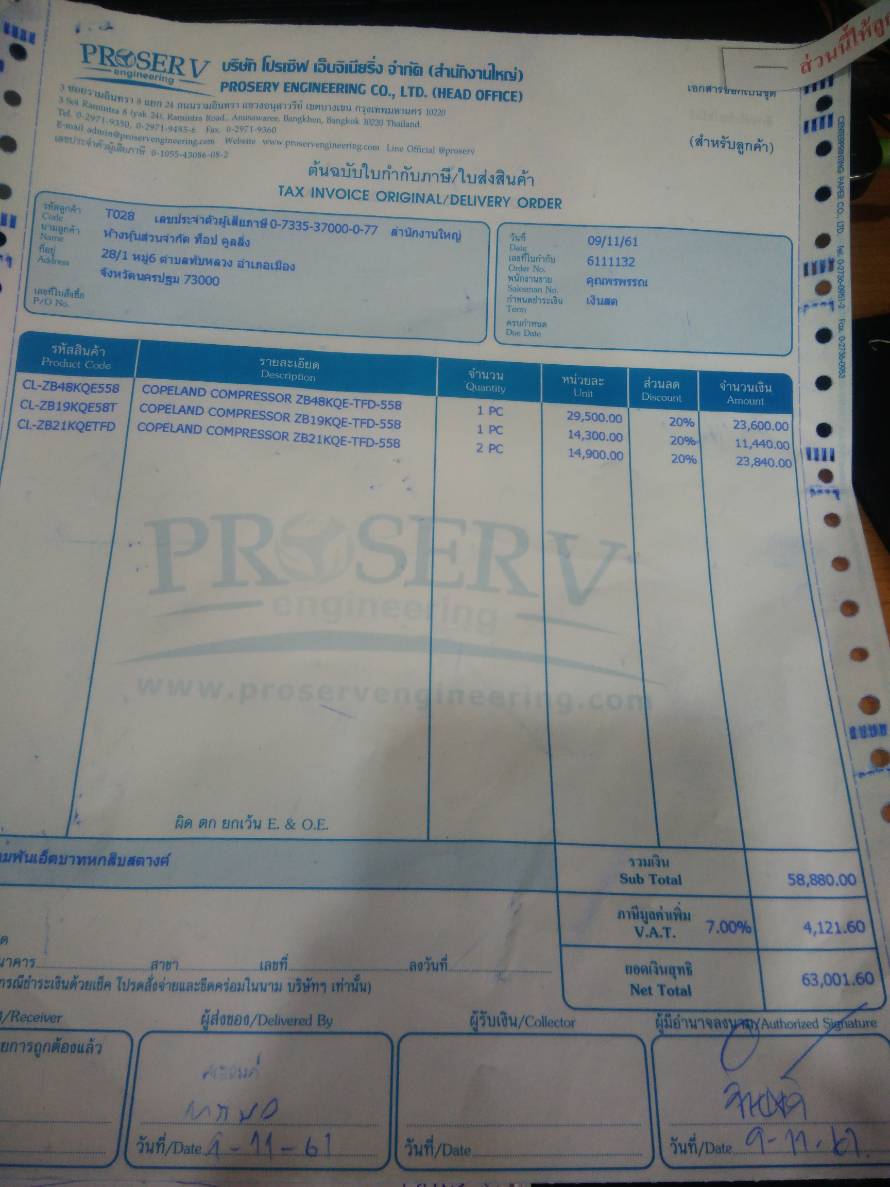 PROSERV
engineering
บริษัท โปรเซิฟ เอ็นจิเนียริ่ง จำกัด (สำนักงานใหญ่)
PROSERV ENGINEERING CO., LTD. (HEAD OFFICE)
3 ซอยรามอินทรา 8 แยก 24 ถนนรามอินทรา แขวงอนุสาวรีย์ เขตบางเขน กรุงเทพมหานคร 10220
3 Soi Ramintra 8 (yak 24), Ramintra Road., Anusawaree, Bangkhen, Bangkok 10220 Thailand.
Tel. 0-2971-9350, 0-2971-9485-6 Fax. 0-2971-9360
E-mail admin@proservengineering.com Website www.proservengineering.com Line Official @proserv
เลขประจำตัวผู้เสียภาษี 0-1055-43086-08-2
ส่วนนี้ให้
เอกสารออกเป็นชุด
(สำหรับลูกค้า)
ต้นฉบับใบกำกับภาษี/ใบส่งสินค้า
TAX INVOICE ORIGINAL/DELIVERY ORDER
รหัสลูกค้า Code T028 เลขประจำตัวผู้เสียภาษี 0-7335-37000-0-77 สำนักงานใหญ่
นามลูกค้า Name ห้างหุ้นส่วนจำกัด ท็อป คูลลิ่ง
ที่อยู่ Address 28/1 หมู่6 ตำบลทัพหลวง อำเภอเมือง
จังหวัดนครปฐม 73000
เลขที่ใบสั่งซื้อ
P/O No.
วันที่ Date 09/11/61
เลขที่ใบกำกับ Order No. 6111132
พนักงานขาย Salesman No. คุณพรพรรณ
กำหนดชำระเงิน Term เงินสด
ครบกำหนด
Due Date
รหัสสินค้า รายละเอียด จำนวน หน่วยละ ส่วนลด จำนวนเงิน
Product Code Description Quantity Unit Discount Amount
CL-ZB48KQE558 COPELAND COMPRESSOR ZB48KQE-TFD-558 1 PC 29,500.00 20% 23,600.00
CL-ZB19KQE58T COPELAND COMPRESSOR ZB19KQE-TFD-558 1 PC 14,300.00 20% 11,440.00
CL-ZB21KQETFD COPELAND COMPRESSOR ZB21KQE-TFD-558 2 PC 14,900.00 20% 23,840.00
PROSERV
engineering
www.proservengineering.com
ผิด ตก ยกเว้น E. & O.E.
มพันเอ็ดบาทหกสิบสตางค์
รวมเงิน
Sub Total 58,880.00
ภาษีมูลค่าเพิ่ม
V.A.T. 7.00% 4,121.60
ยอดเงินสุทธิ
Net Total 63,001.60
นาคาร สาขา เลขที่ ลงวันที่
กรณีชำระเงินด้วยเช็ค โปรดสั่งจ่ายและขีดคร่อมในนาม บริษัทฯ เท่านั้น)
/Receiver ผู้ส่งของ/Delivered By ผู้รับเงิน/Collector ผู้มีอำนาจลงนาม/Authorized Signature
ยการถูกต้องแล้ว
วันที่/Date 9-11-61 วันที่/Date วันที่/Date 9-11-61